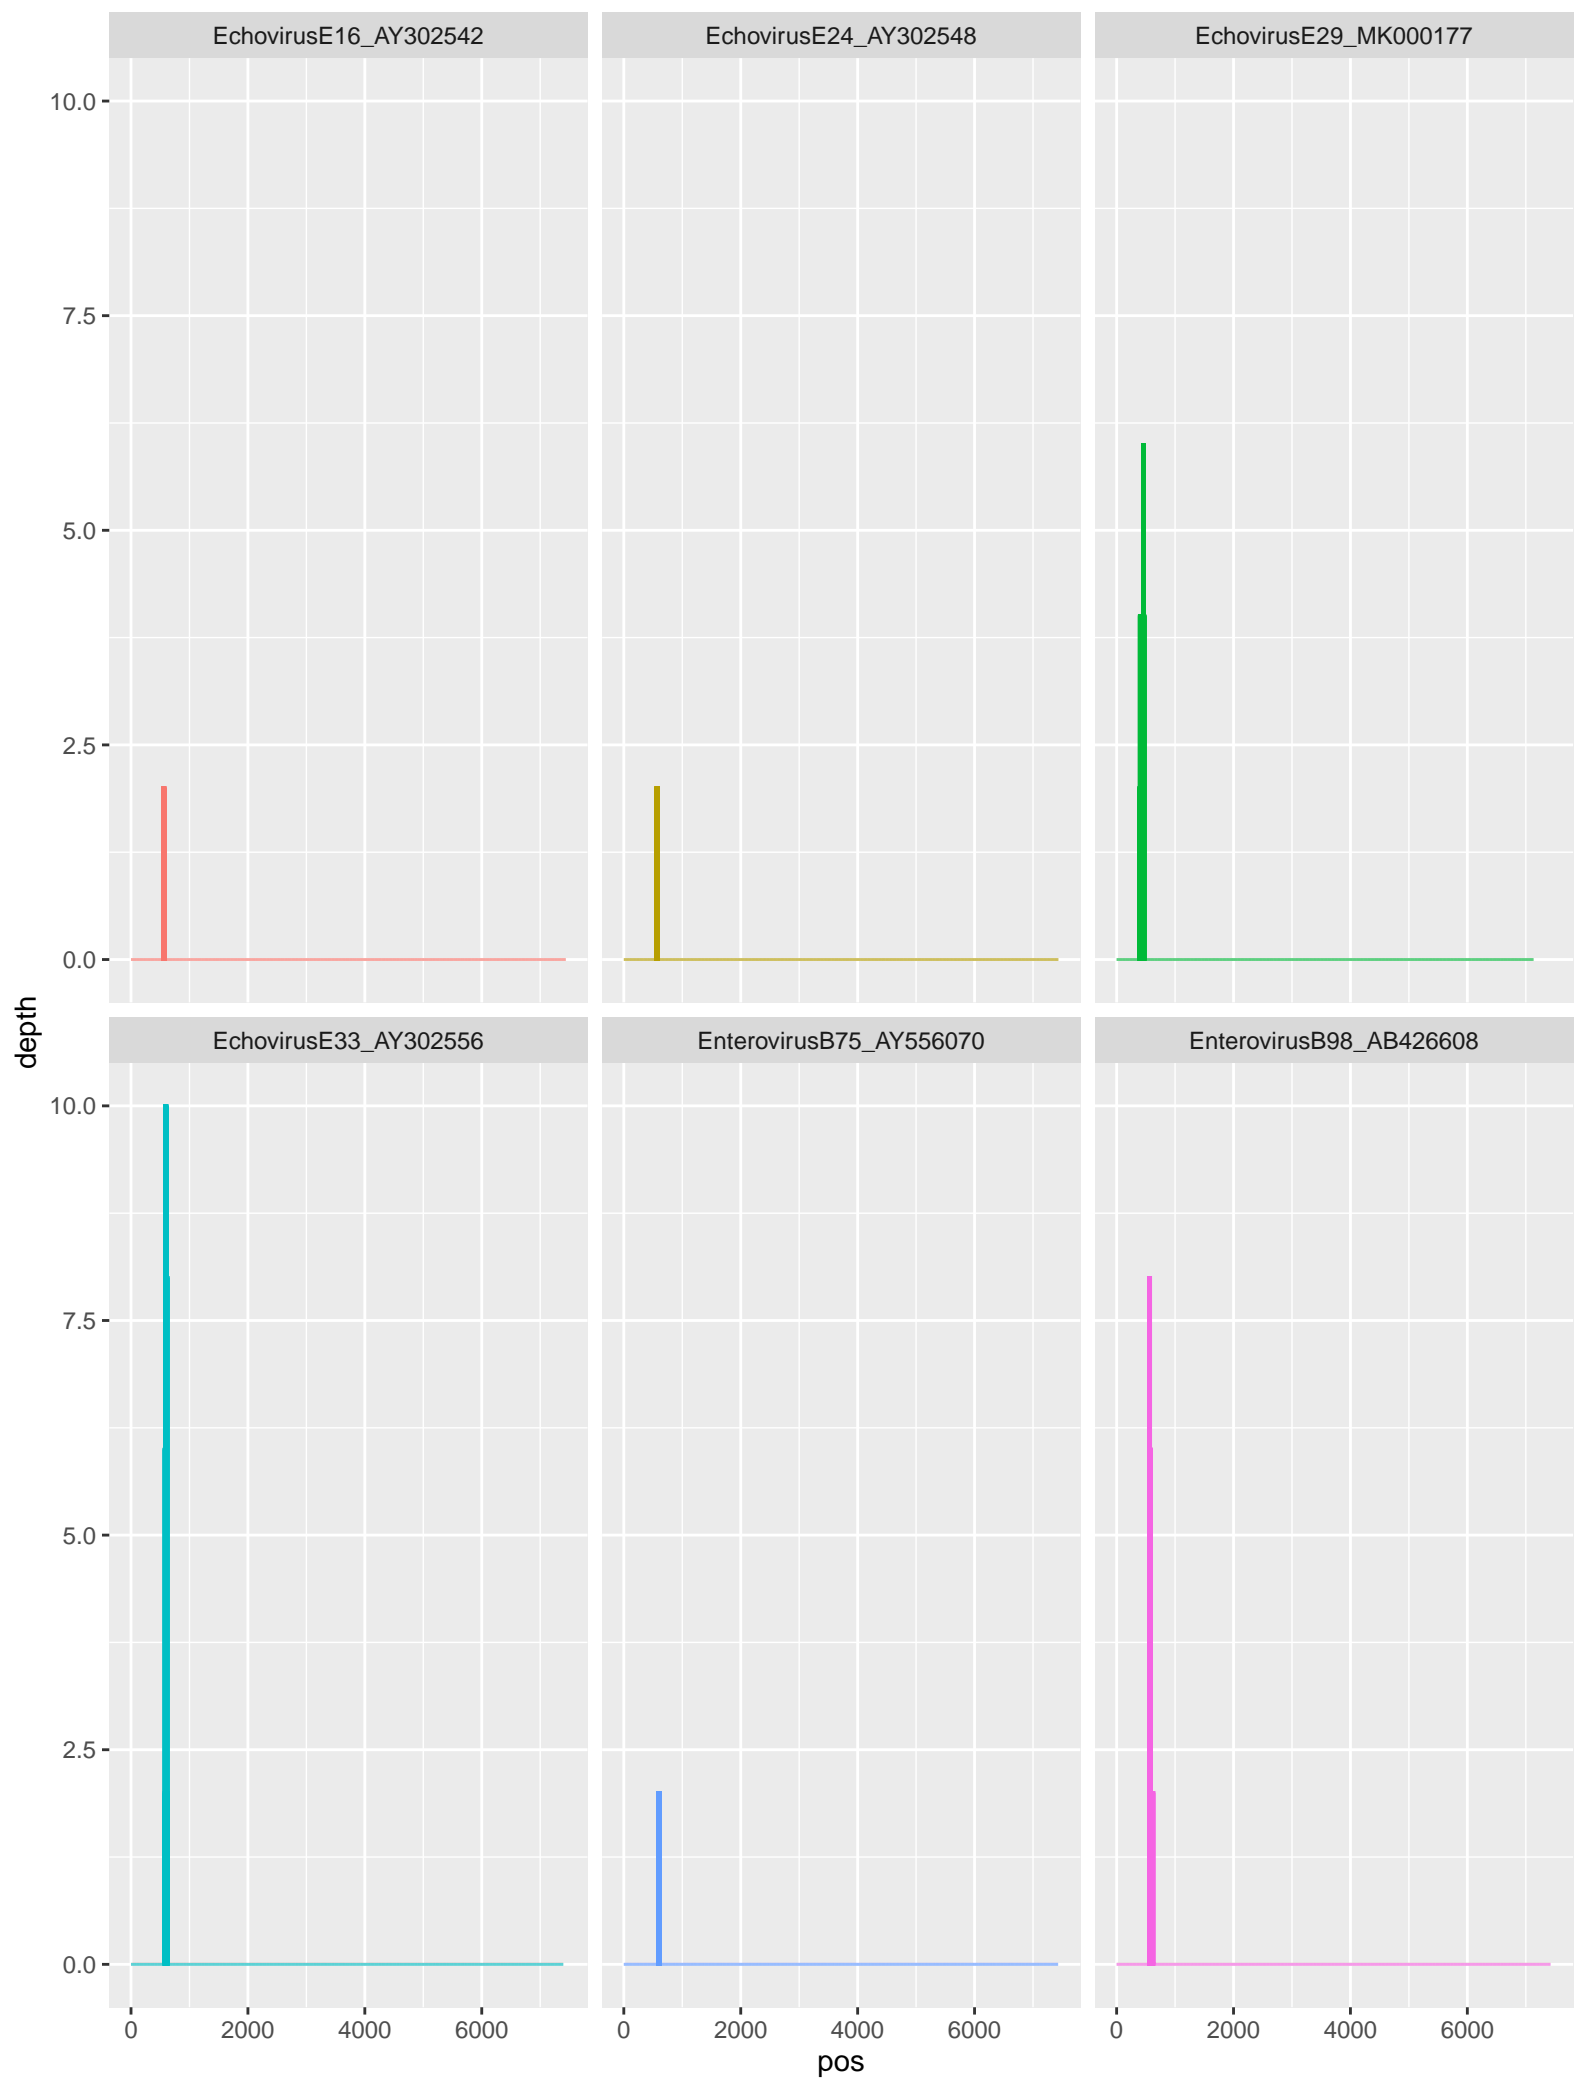 EchovirusE16_AY302542 EchovirusE24_AY302548 EchovirusE29_MK000177
10.0
7.5
5.0
2.5
0.0
depth
EchovirusE33_AY302556 EnterovirusB75_AY556070 EnterovirusB98_AB426608
10.0
7.5
5.0
2.5
0.0
0 2000 4000 6000 0 2000 4000 6000 0 2000 4000 6000
pos